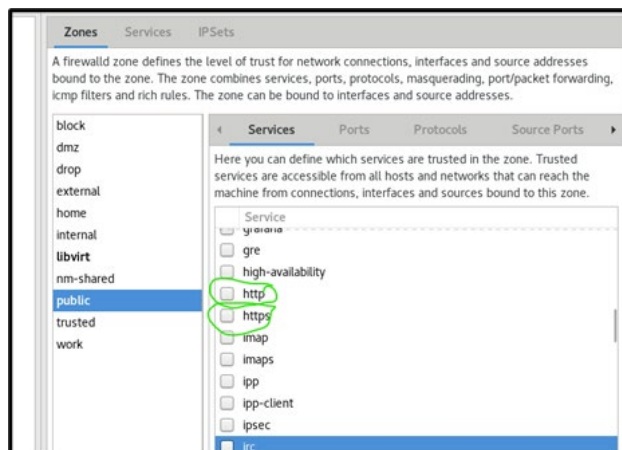 Zones Services IPSets
A firewalld zone defines the level of trust for network connections, interfaces and source addresses
bound to the zone. The zone combines services, ports, protocols, masquerading, port/packet forwarding,
icmp filters and rich rules. The zone can be bound to interfaces and source addresses.
block
dmz
drop
external
home
internal
libvirt
nm-shared
public
trusted
work
Services Ports Protocols Source Ports
Here you can define which services are trusted in the zone. Trusted
services are accessible from all hosts and networks that can reach the
machine from connections, interfaces and sources bound to this zone.
Service
grafana
gre
high-availability
http
https
imap
imaps
ipp
ipp-client
ipsec
irc